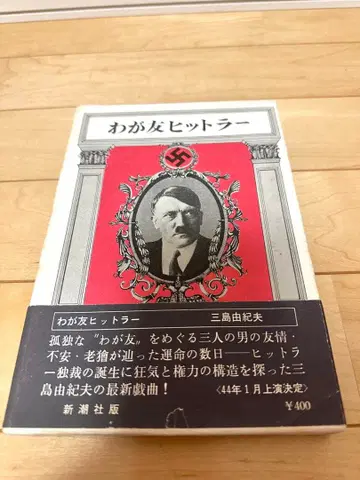 わが友ヒットラー
わが友ヒットラー 三島由紀夫
孤独な〝わが友〟をめぐる三人の男の友情・
不安・老獪が辿った運命の数日──ヒットラ
ー独裁の誕生に狂気と権力の構造を探った三
島由紀夫の最新戯曲！ 〈44年1月上演決定〉
新潮社版 ¥400